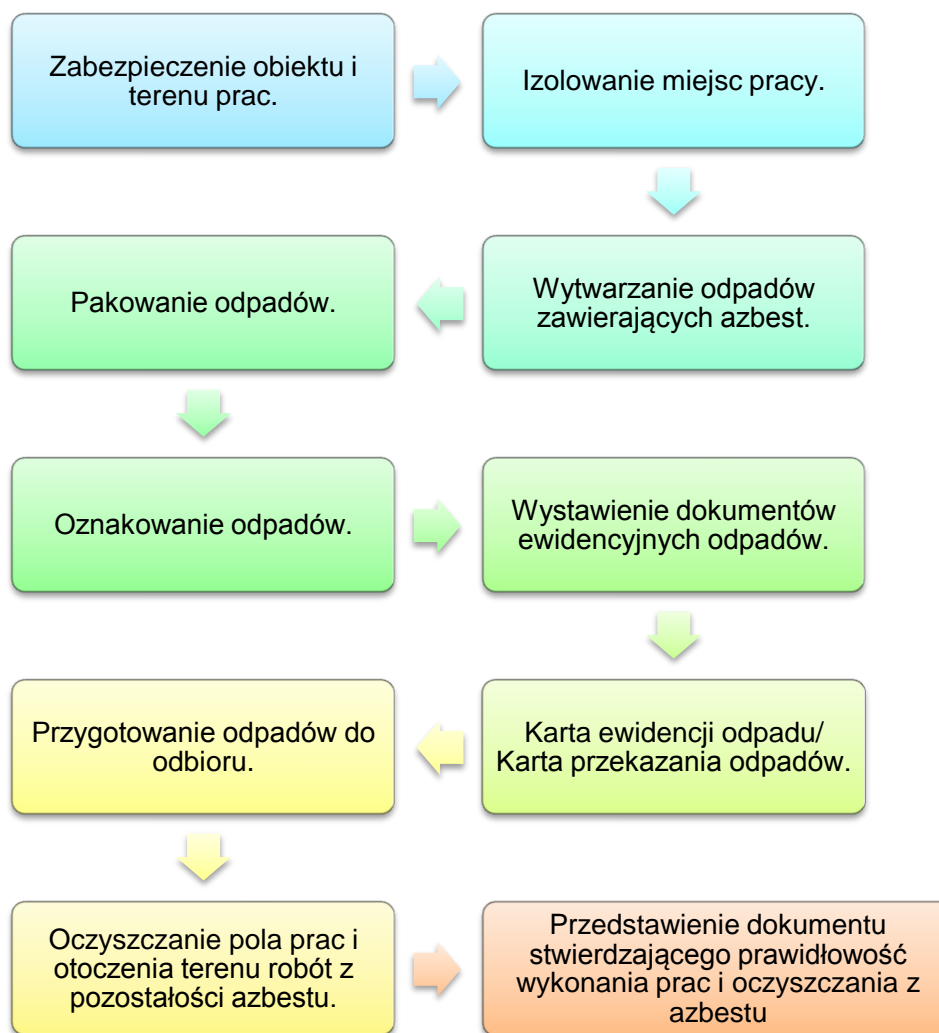 Zabezpieczenie obiektu i
terenu prac.
Izolowanie miejsc pracy.
Wytwarzanie odpadów
zawierających azbest.
Pakowanie odpadów.
Oznakowanie odpadów.
Wystawienie dokumentów
ewidencyjnych odpadów.
Karta ewidencji odpadu/
Karta przekazania odpadów.
Przygotowanie odpadów do
odbioru.
Oczyszczanie pola prac i
otoczenia terenu robót z
pozostałości azbestu.
Przedstawienie dokumentu
stwierdzającego prawidłowość
wykonania prac i oczyszczania z
azbestu